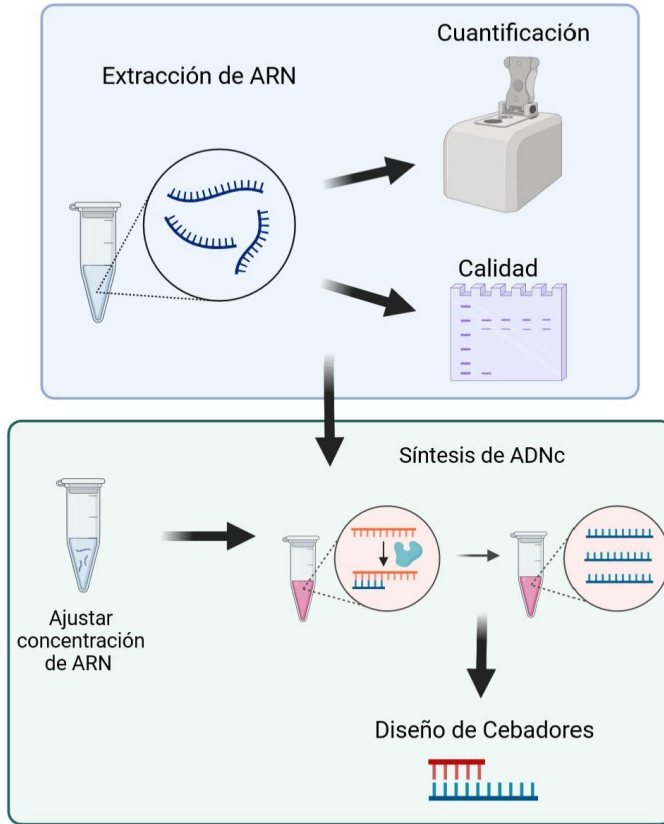 Cuantificación
Extracción de ARN
Calidad
Síntesis de ADNc
Ajustar
concentración
de ARN
Diseño de Cebadores